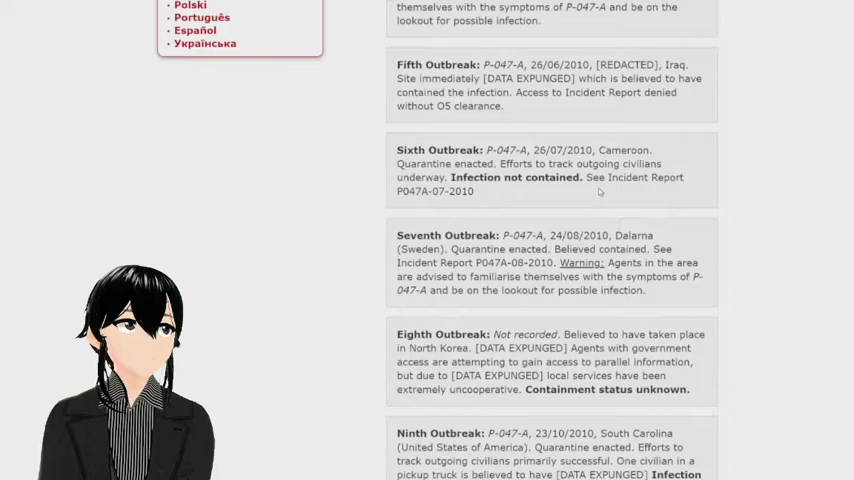 · Polski
· Português
· Español
· Українська
themselves with the symptoms of P-047-A and be on the
lookout for possible infection.
Fifth Outbreak: P-047-A, 26/06/2010, [REDACTED], Iraq.
Site immediately [DATA EXPUNGED] which is believed to have
contained the infection. Access to Incident Report denied
without O5 clearance.
Sixth Outbreak: P-047-A, 26/07/2010, Cameroon.
Quarantine enacted. Efforts to track outgoing civilians
underway. Infection not contained. See Incident Report
P047A-07-2010
Seventh Outbreak: P-047-A, 24/08/2010, Dalarna
(Sweden). Quarantine enacted. Believed contained. See
Incident Report P047A-08-2010. Warning: Agents in the area
are advised to familiarise themselves with the symptoms of P-
047-A and be on the lookout for possible infection.
Eighth Outbreak: Not recorded. Believed to have taken place
in North Korea. [DATA EXPUNGED] Agents with government
access are attempting to gain access to parallel information,
but due to [DATA EXPUNGED] local services have been
extremely uncooperative. Containment status unknown.
Ninth Outbreak: P-047-A, 23/10/2010, South Carolina
(United States of America). Quarantine enacted. Efforts to
track outgoing civilians primarily successful. One civilian in a
pickup truck is believed to have [DATA EXPUNGED] Infection